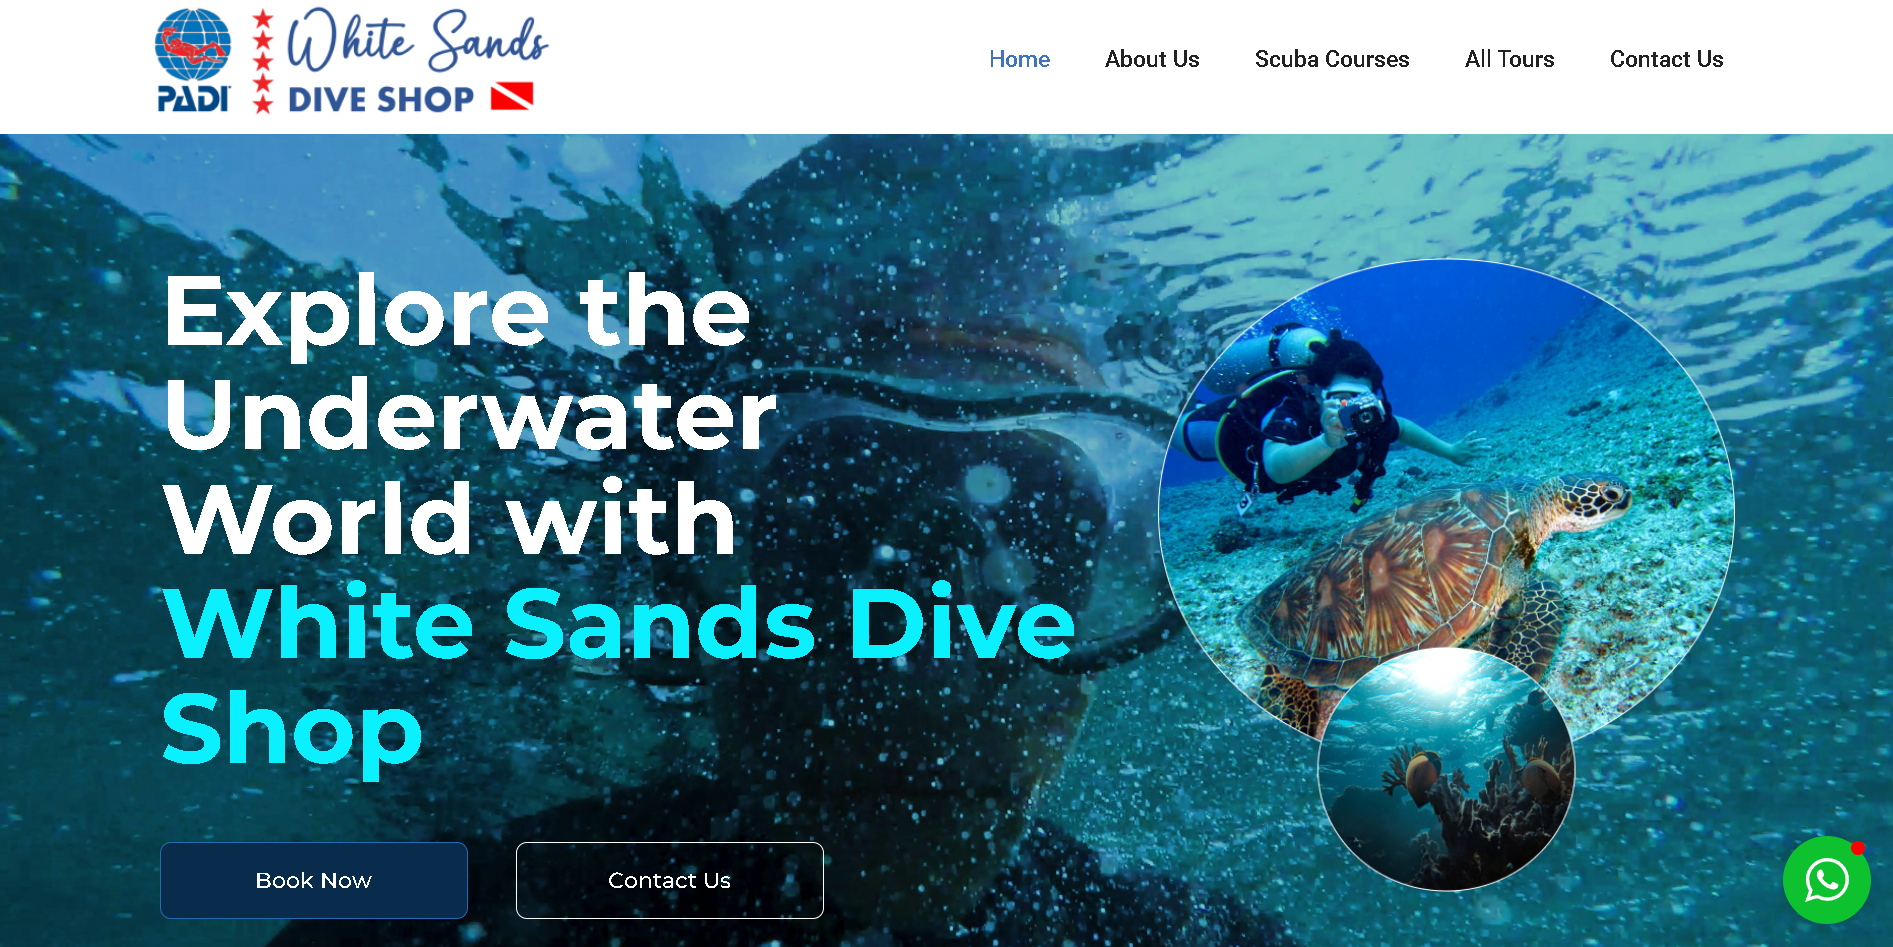 PADI
White Sands
DIVE SHOP
Home
About Us
Scuba Courses
All Tours
Contact Us
Explore the
Underwater
World with
White Sands Dive
Shop
Book Now
Contact Us